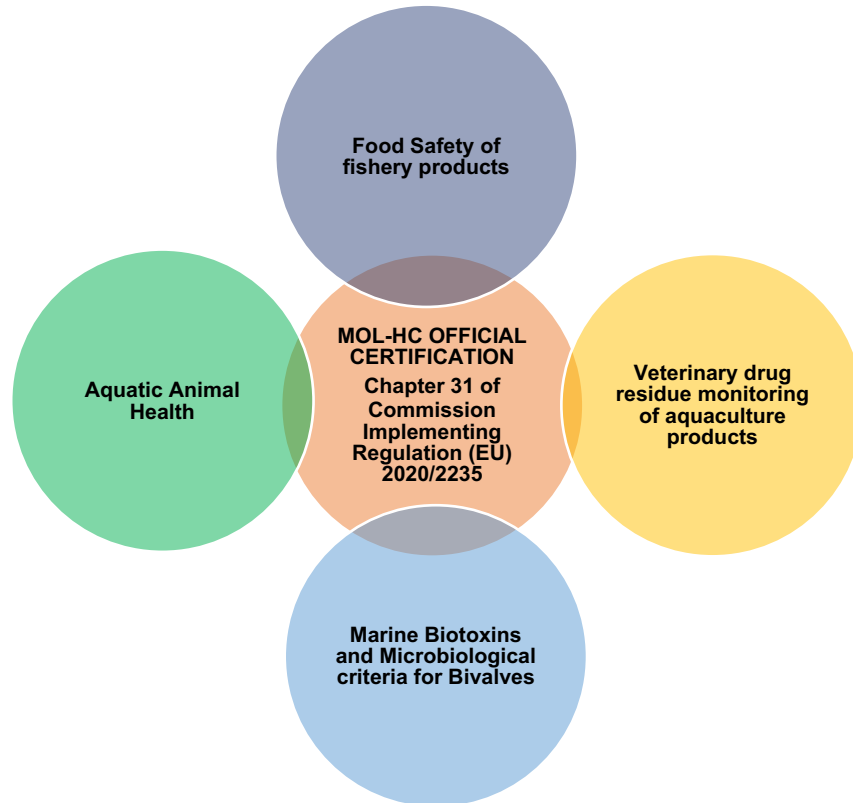 Food Safety of
fishery products
Aquatic Animal
Health
MOL-HC OFFICIAL
CERTIFICATION
Chapter 31 of
Commission
Implementing
Regulation (EU)
2020/2235
Veterinary drug
residue monitoring
of aquaculture
products
Marine Biotoxins
and Microbiological
criteria for Bivalves